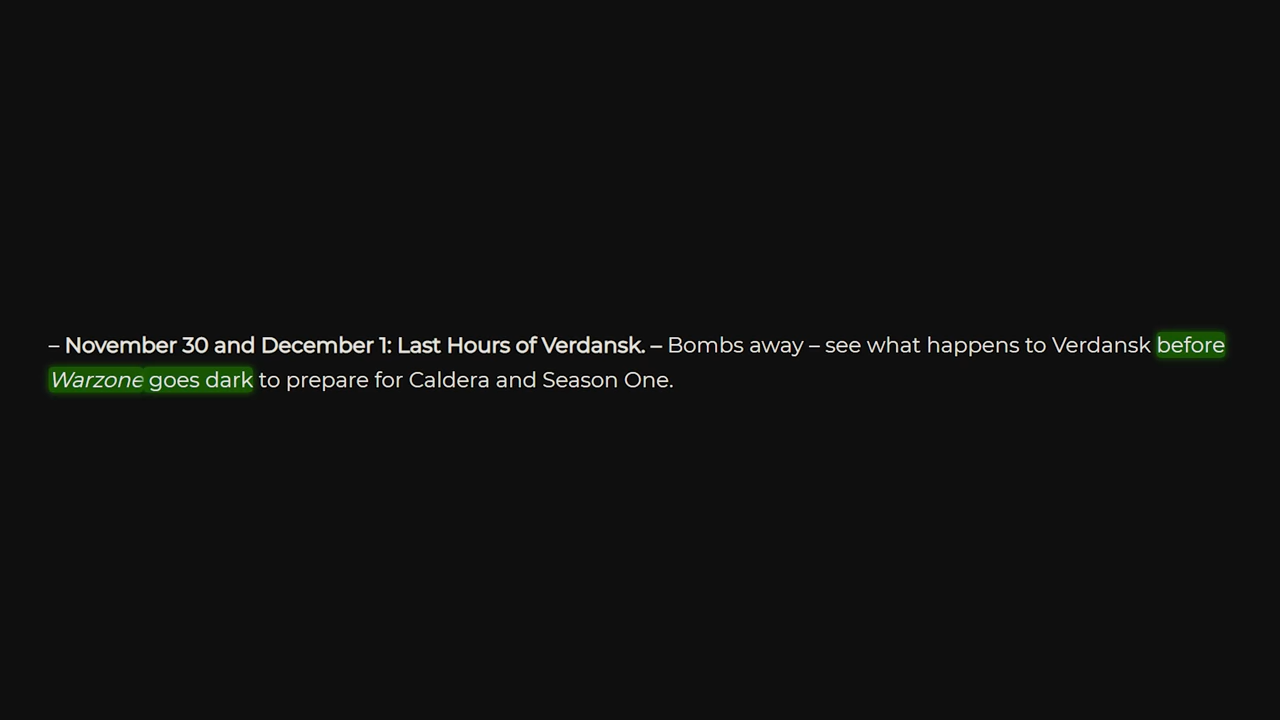 – November 30 and December 1: Last Hours of Verdansk. – Bombs away – see what happens to Verdansk before
Warzone goes dark to prepare for Caldera and Season One.